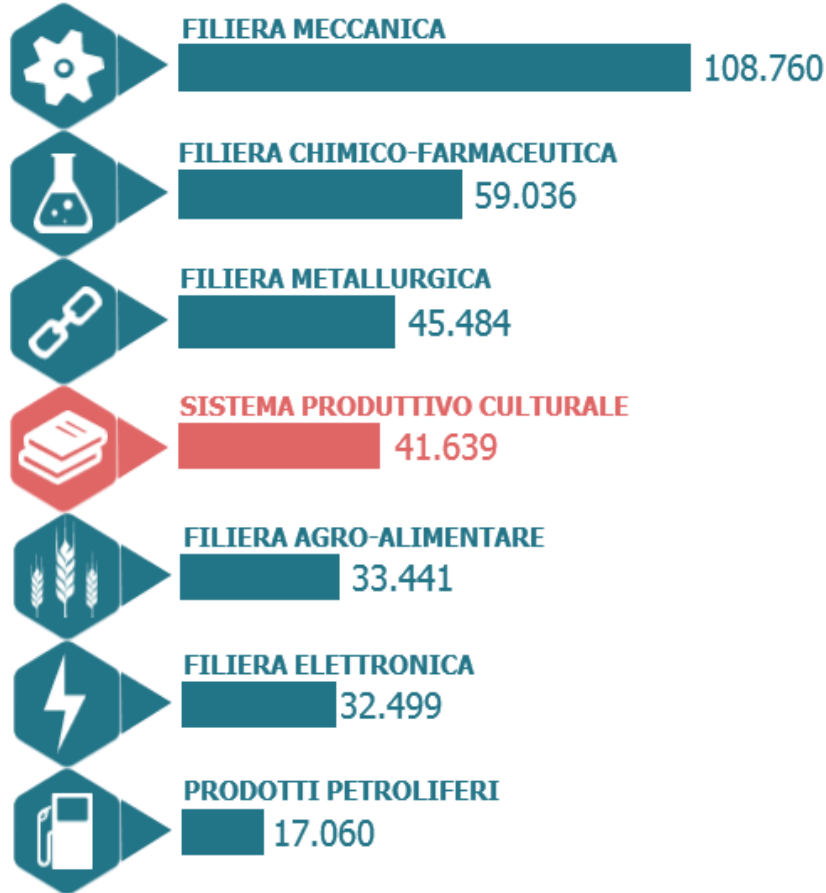 FILIERA MECCANICA
108.760
FILIERA CHIMICO-FARMACEUTICA
59.036
FILIERA METALLURGICA
45.484
SISTEMA PRODUTTIVO CULTURALE
41.639
FILIERA AGRO-ALIMENTARE
33.441
FILIERA ELETTRONICA
32.499
PRODOTTI PETROLIFERI
17.060